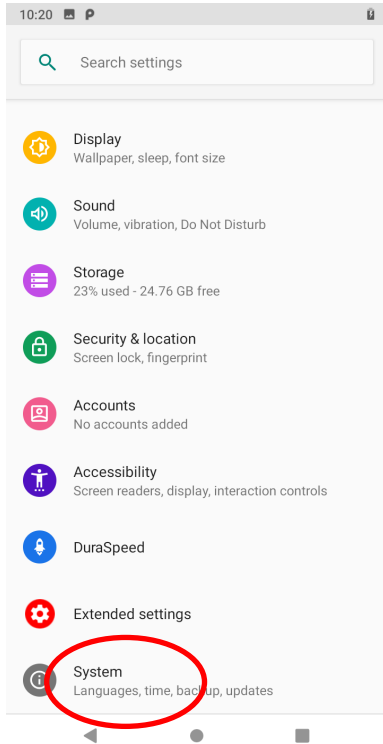 10:20
Search settings
Display
Wallpaper, sleep, font size
Sound
Volume, vibration, Do Not Disturb
Storage
23% used - 24.76 GB free
Security & location
Screen lock, fingerprint
Accounts
No accounts added
Accessibility
Screen readers, display, interaction controls
DuraSpeed
Extended settings
System
Languages, time, backup, updates